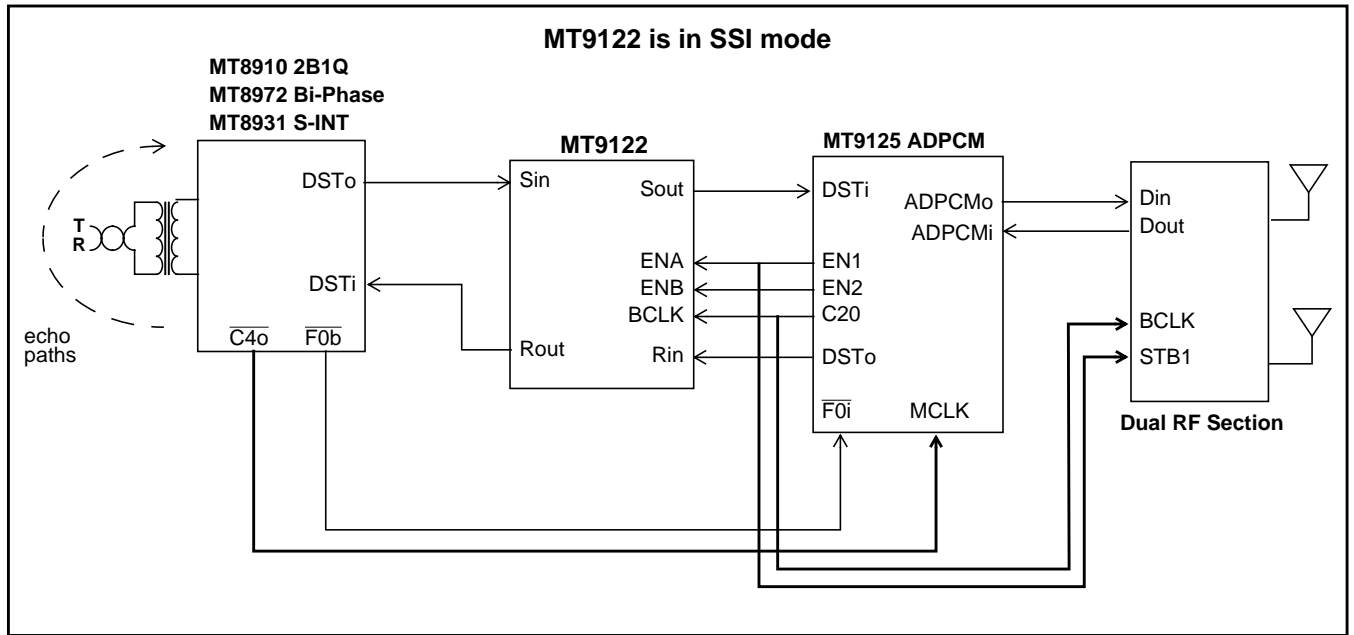 MT9122 is in SSI mode
MT8910 2B1Q
MT8972 Bi-Phase
MT8931 S-INT
MT9122
MT9125 ADPCM
DSTo
Sin
Sout
DSTi
ADPCMo
Din
ADPCMi
Dout
T
R
ENA
EN1
DSTi
ENB
EN2
BCLK
C20
BCLK
echo
paths
C4o
F0b
Rout
Rin
DSTo
STB1
F0i
MCLK
Dual RF Section